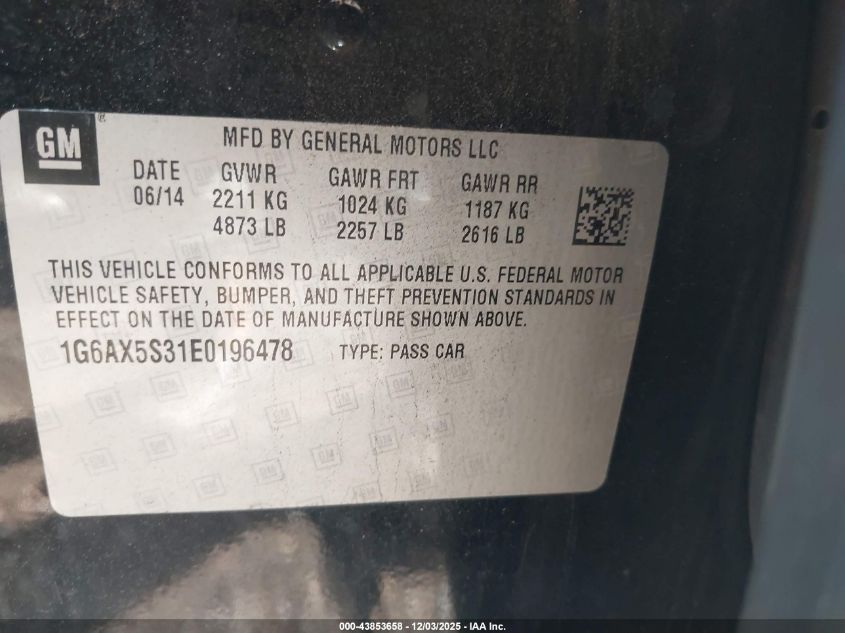 GM ®
MFD BY GENERAL MOTORS LLC
DATE GVWR GAWR FRT GAWR RR
06/14 2211 KG 1024 KG 1187 KG
4873 LB 2257 LB 2616 LB
THIS VEHICLE CONFORMS TO ALL APPLICABLE U.S. FEDERAL MOTOR
VEHICLE SAFETY, BUMPER, AND THEFT PREVENTION STANDARDS IN
EFFECT ON THE DATE OF MANUFACTURE SHOWN ABOVE.
1G6AX5S31E0196478 TYPE: PASS CAR
000-43853658 - 12/03/2025 - IAA Inc.